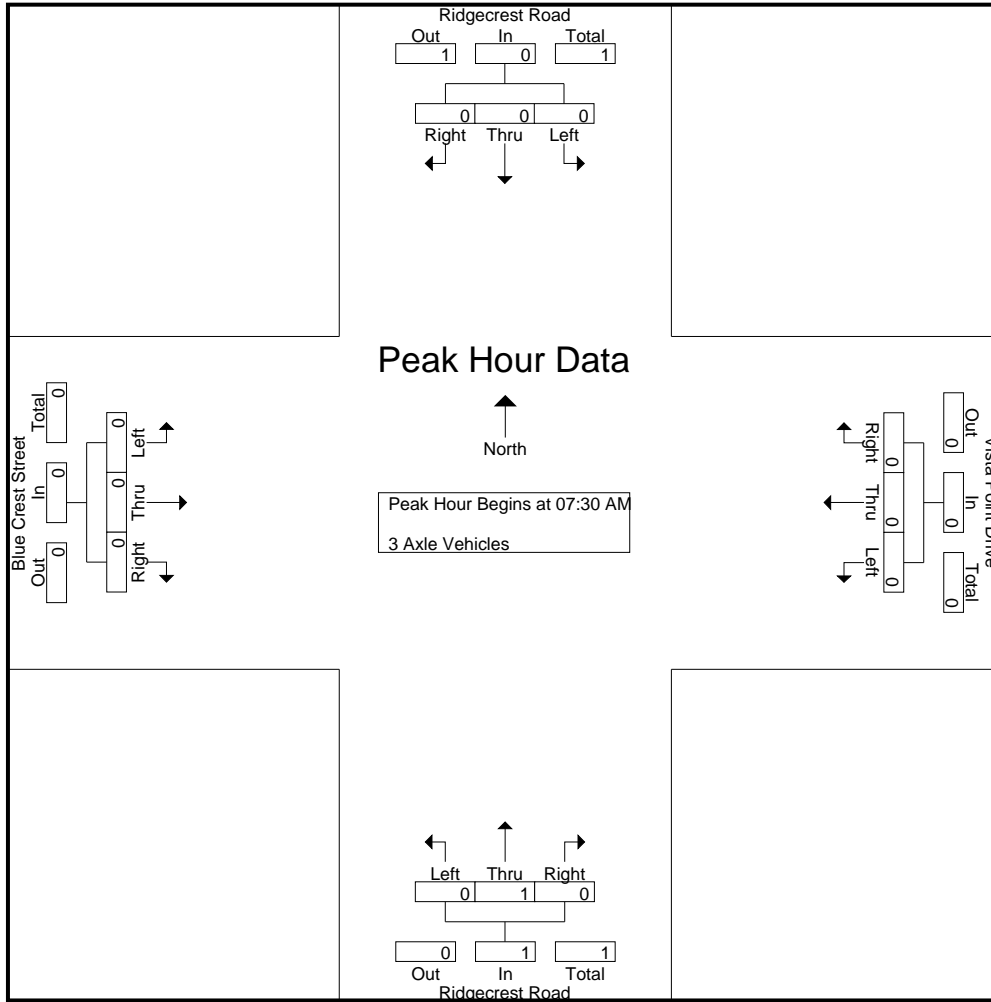 Ridgecrest Road
Out In Total
1 0 1
0 0 0
Right Thru Left
Peak Hour Data
North
Peak Hour Begins at 07:30 AM
3 Axle Vehicles
Blue Crest Street
Out In Total
0 0 0
0 0 0
Left Thru Right
Vista Point Drive
Out In Total
0 0 0
0 0 0
Right Thru Left
Left Thru Right
0 1 0
0 1 1
Out In Total
Ridgecrest Road